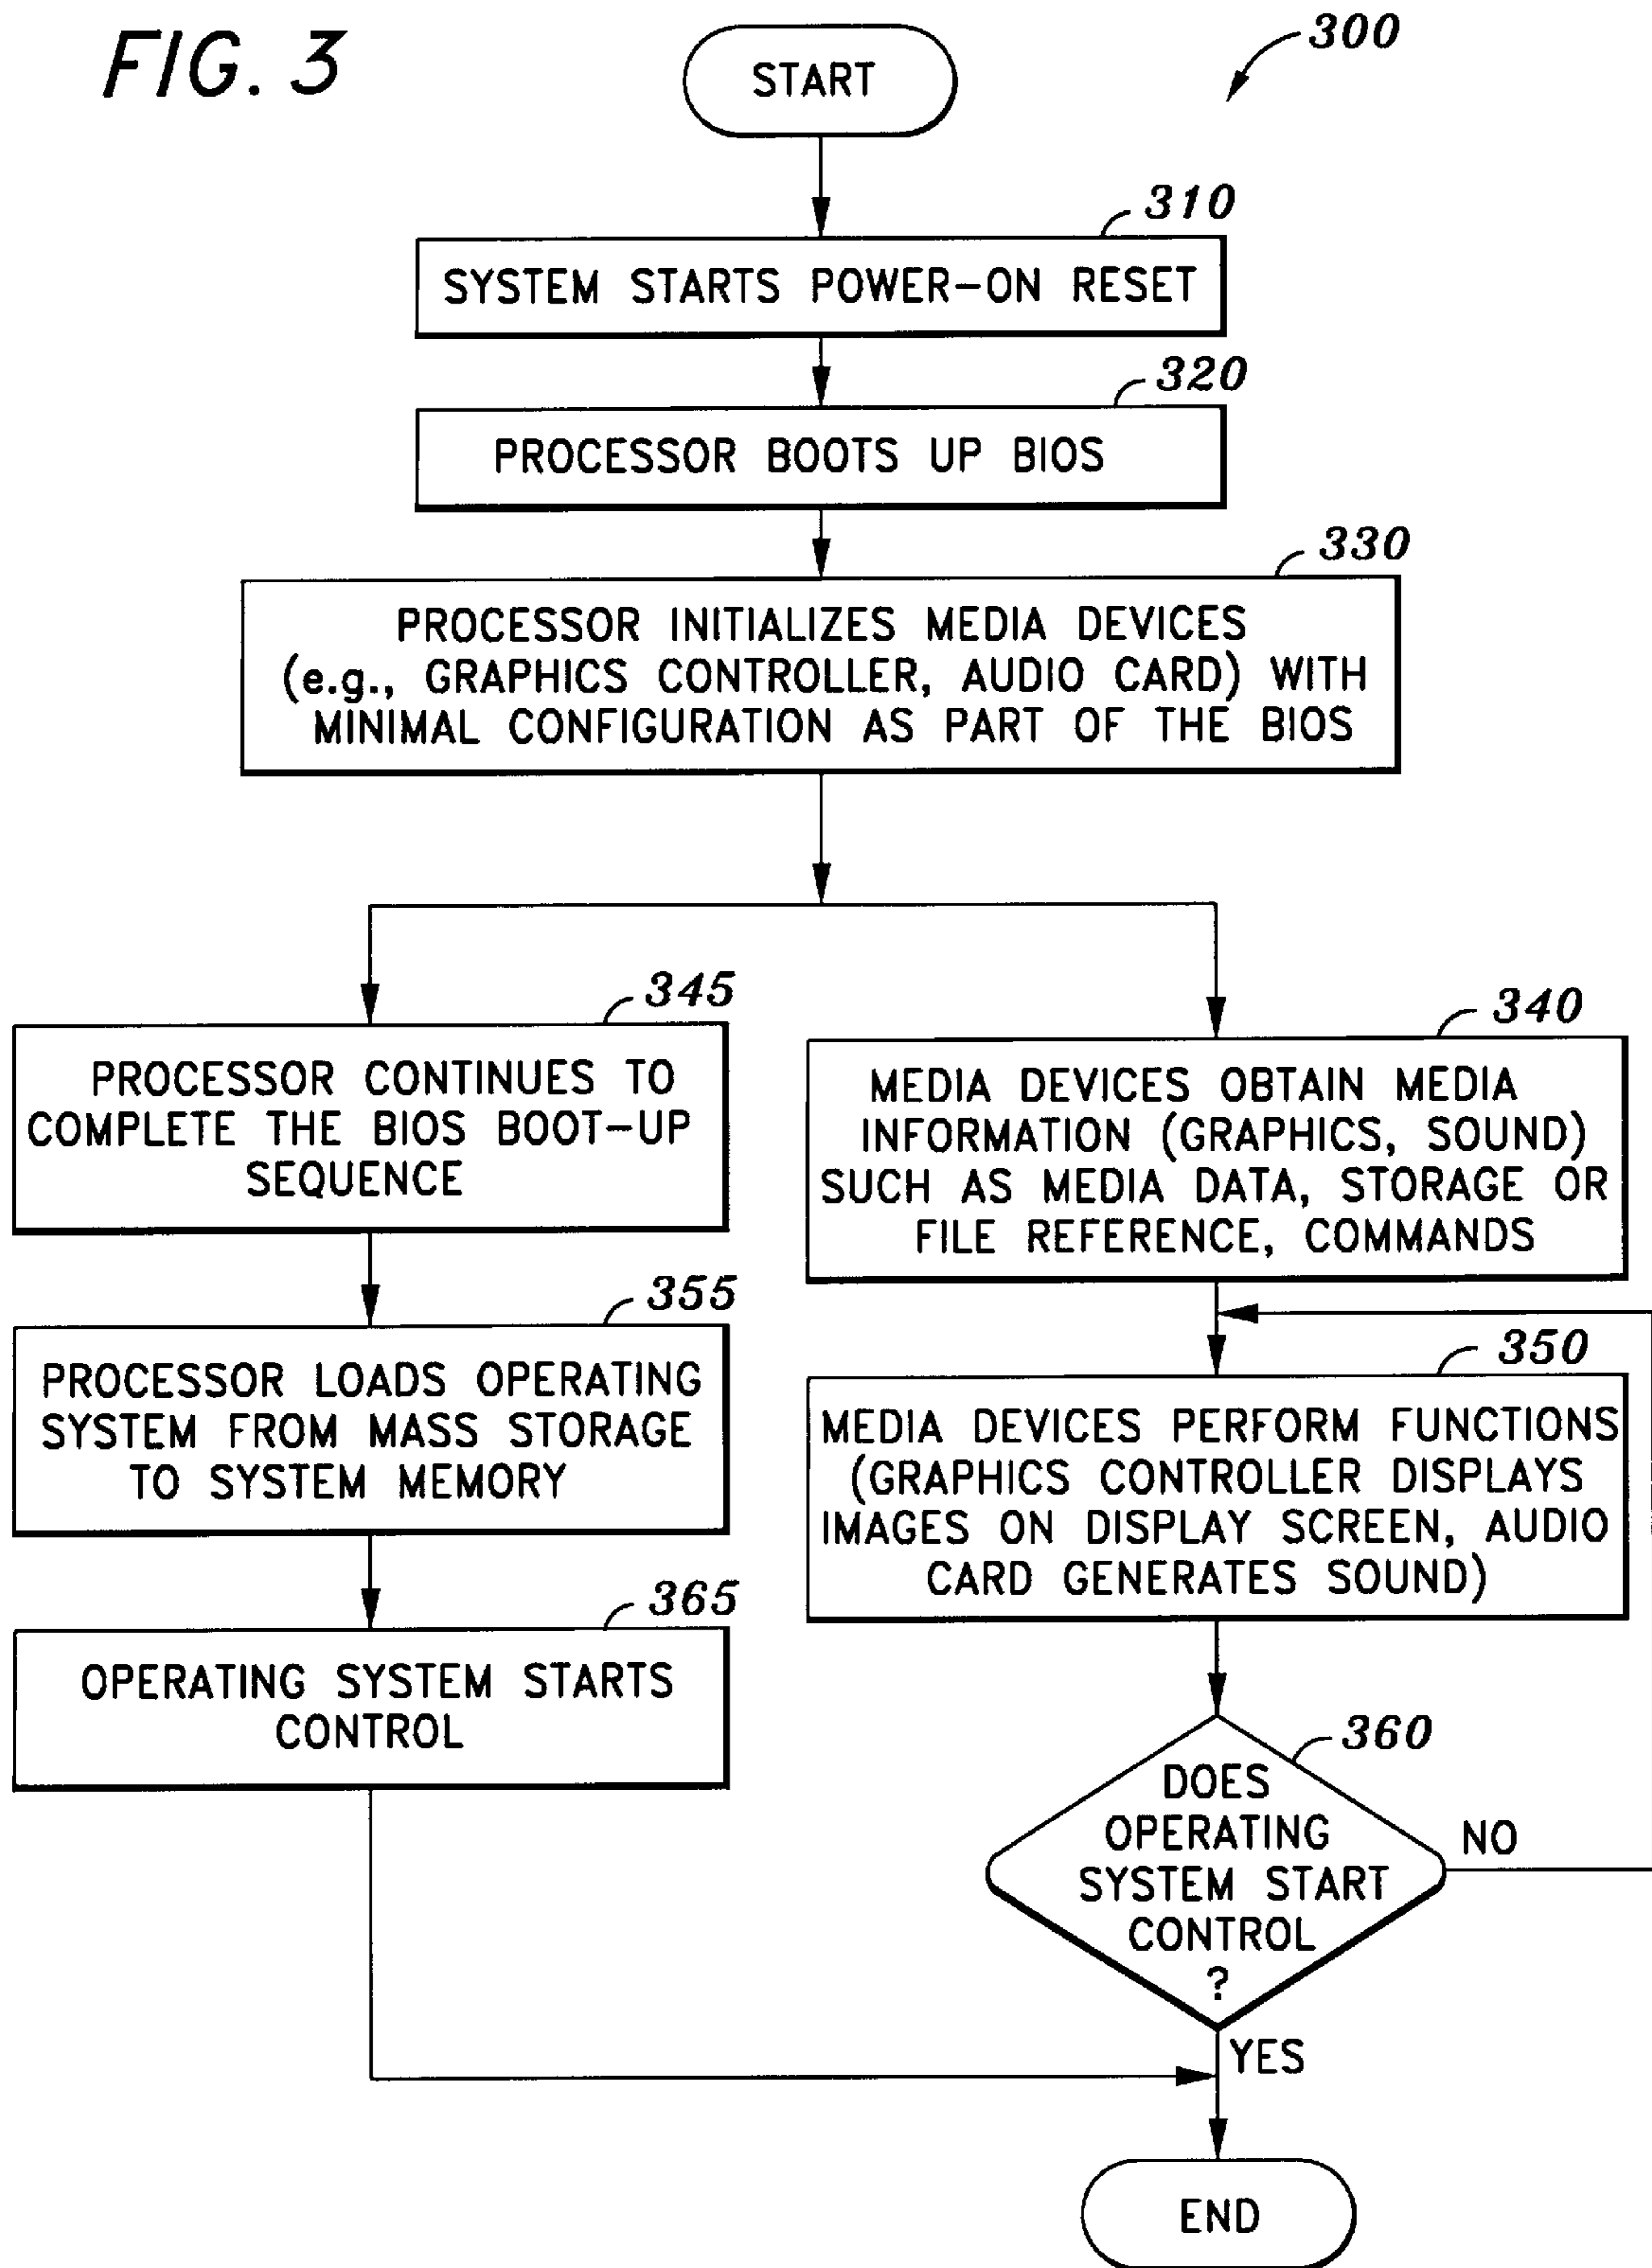 FIG. 3
START
300
310
SYSTEM STARTS POWER-ON RESET
320
PROCESSOR BOOTS UP BIOS
330
PROCESSOR INITIALIZES MEDIA DEVICES
(e.g., GRAPHICS CONTROLLER, AUDIO CARD) WITH
MINIMAL CONFIGURATION AS PART OF THE BIOS
345
PROCESSOR CONTINUES TO
COMPLETE THE BIOS BOOT-UP
SEQUENCE
340
MEDIA DEVICES OBTAIN MEDIA
INFORMATION (GRAPHICS, SOUND)
SUCH AS MEDIA DATA, STORAGE OR
FILE REFERENCE, COMMANDS
355
PROCESSOR LOADS OPERATING
SYSTEM FROM MASS STORAGE
TO SYSTEM MEMORY
350
MEDIA DEVICES PERFORM FUNCTIONS
(GRAPHICS CONTROLLER DISPLAYS
IMAGES ON DISPLAY SCREEN, AUDIO
CARD GENERATES SOUND)
365
OPERATING SYSTEM STARTS
CONTROL
360
DOES
OPERATING
SYSTEM START
CONTROL
?
NO
YES
END